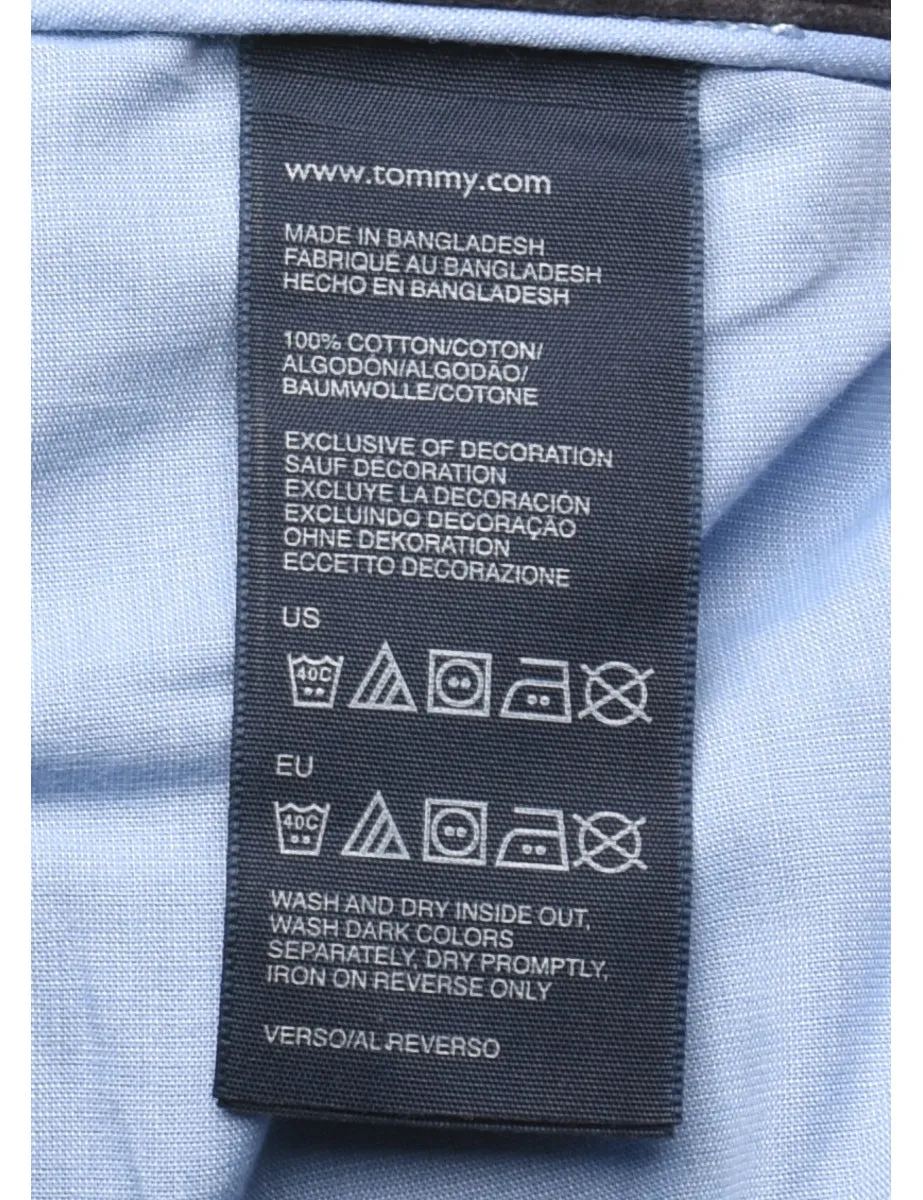 www.tommy.com
MADE IN BANGLADESH
FABRIQUÉ AU BANGLADESH
HECHO EN BANGLADESH
100% COTTON/COTON/
ALGODÓN/ALGODÃO/
BAUMWOLLE/COTONE
EXCLUSIVE OF DECORATION
SAUF DÉCORATION
EXCLUYE LA DECORACIÓN
EXCLUINDO DECORAÇÃO
OHNE DEKORATION
ECCETTO DECORAZIONE
US
40C
EU
40C
WASH AND DRY INSIDE OUT,
WASH DARK COLORS
SEPARATELY, DRY PROMPTLY,
IRON ON REVERSE ONLY
VERSO/AL REVERSO